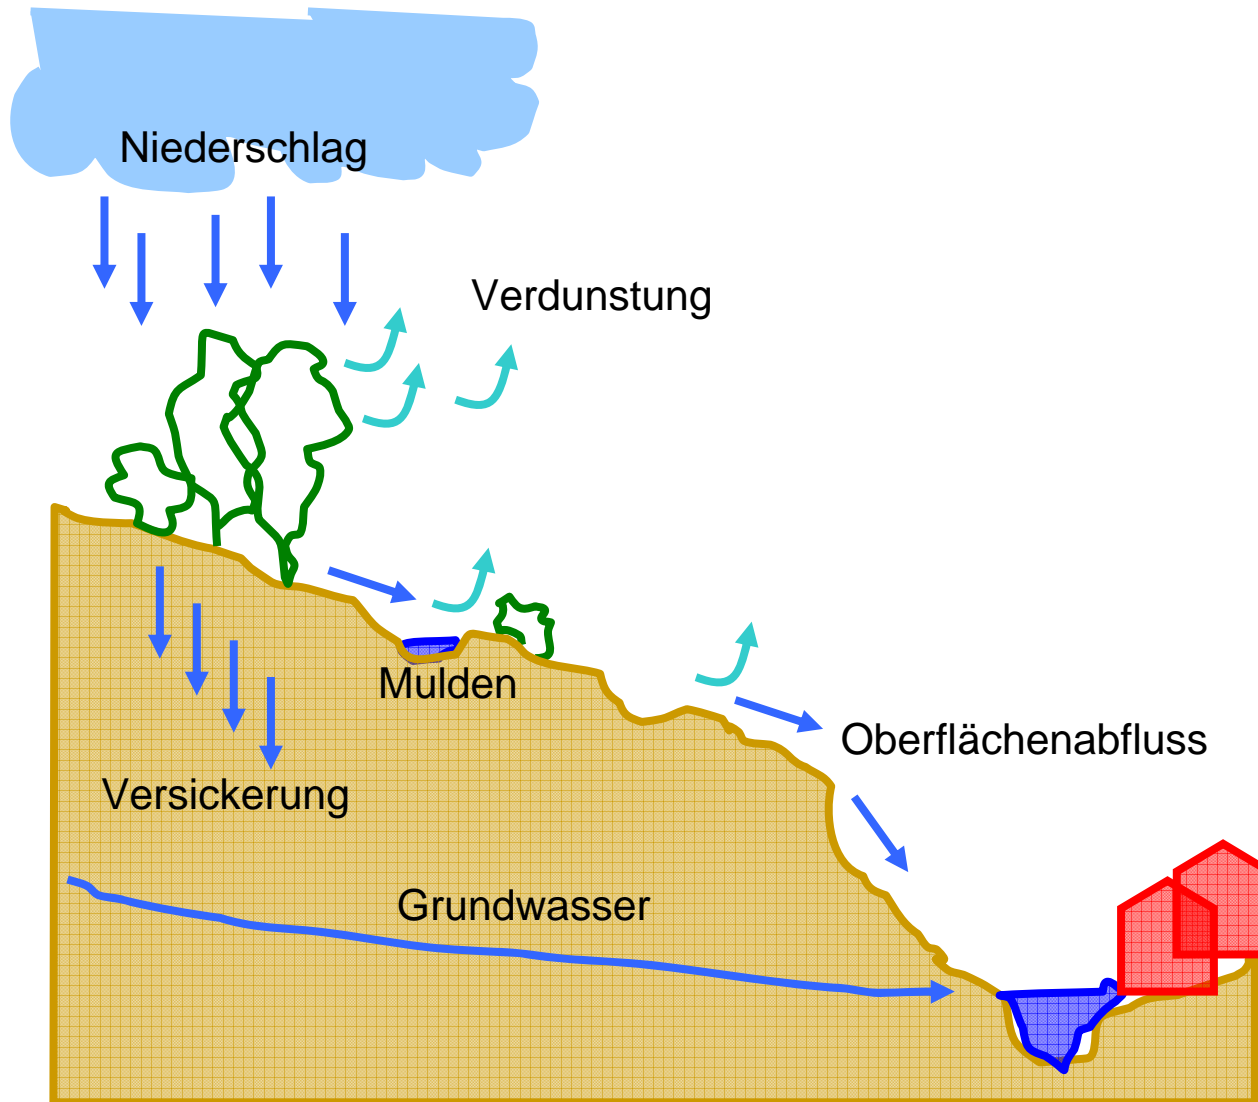 Niederschlag
Verdunstung
Mulden
Oberflächenabfluss
Versickerung
Grundwasser